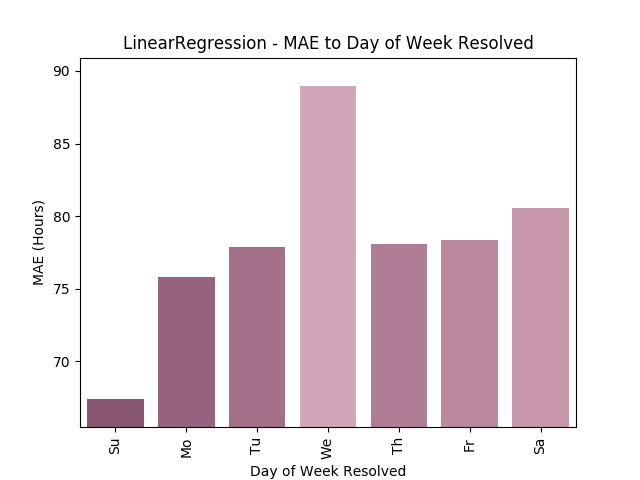 LinearRegression - MAE to Day of Week Resolved
MAE (Hours)
90
85
80
75
70
Su
Mo
Tu
We
Th
Fr
Sa
Day of Week Resolved